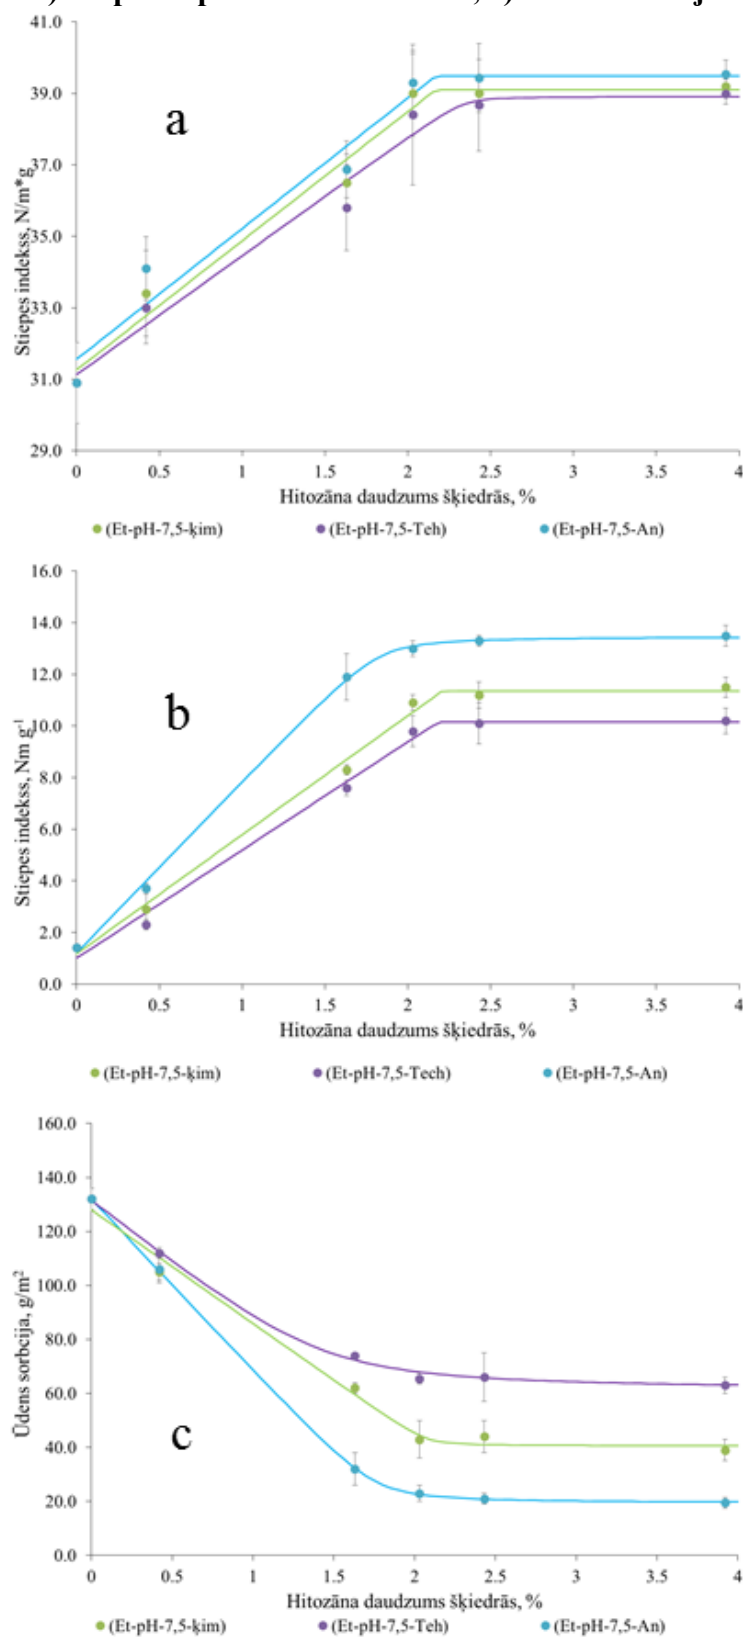 41.0
39.0
37.0
35.0
33.0
31.0
29.0
Stiepes indekss, N/m*g
a
0 0.5 1 1.5 2 2.5 3 3.5 4
Hitozāna daudzums šķiedrās, %
(Et-pH-7,5-ķim) (Et-pH-7,5-Teh) (Et-pH-7,5-An)
16.0
14.0
12.0
10.0
8.0
6.0
4.0
2.0
0.0
Stiepes indekss, Nm g-1
b
0 0.5 1 1.5 2 2.5 3 3.5 4
Hitozāna daudzums šķiedrās, %
(Et-pH-7,5-ķim) (Et-pH-7,5-Tech) (Et-pH-7,5-An)
160.0
140.0
120.0
100.0
80.0
60.0
40.0
20.0
0.0
Ūdens sorbcija, g/m2
c
0 0.5 1 1.5 2 2.5 3 3.5 4
Hitozāna daudzums šķiedrās, %
(Et-pH-7,5-ķim) (Et-pH-7,5-Teh) (Et-pH-7,5-An)